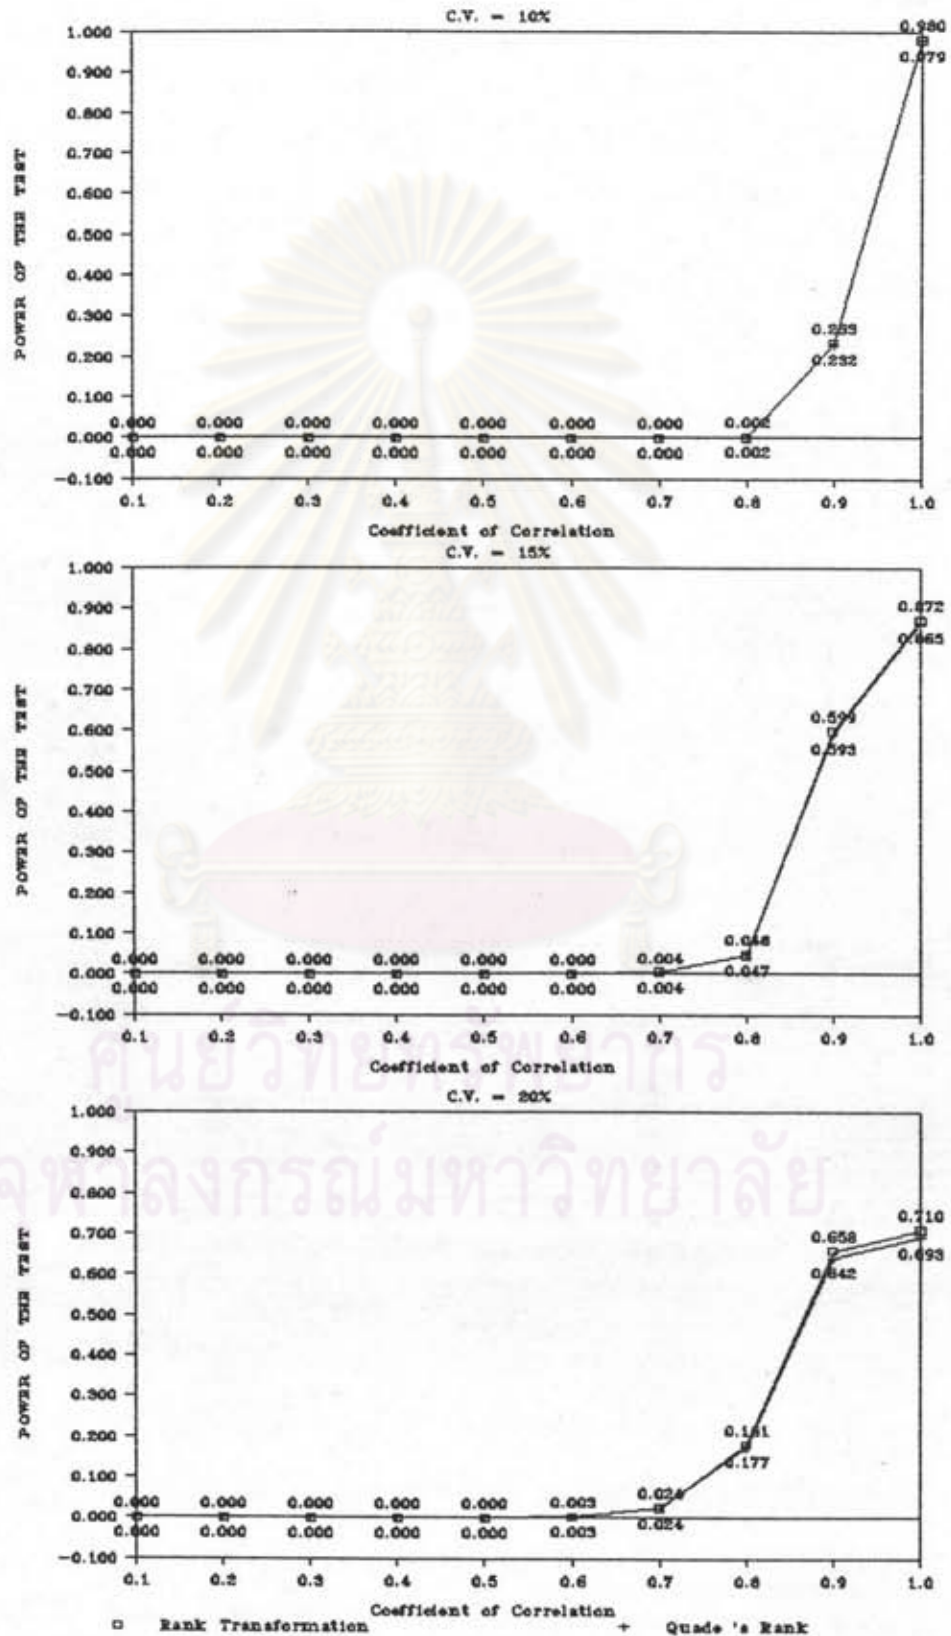 C.V. = 10%
POWER OF THE TEST
1.000
0.900
0.800
0.700
0.600
0.500
0.400
0.300
0.200
0.100
0.000
-0.100
0.000 0.000 0.000 0.000 0.000 0.000 0.000 0.002 0.233 0.980
0.000 0.000 0.000 0.000 0.000 0.000 0.000 0.002 0.232 0.979
0.1 0.2 0.3 0.4 0.5 0.6 0.7 0.8 0.9 1.0
Coefficient of Correlation
C.V. = 15%
POWER OF THE TEST
1.000
0.900
0.800
0.700
0.600
0.500
0.400
0.300
0.200
0.100
0.000
-0.100
0.000 0.000 0.000 0.000 0.000 0.000 0.004 0.599 0.872
0.000 0.000 0.000 0.000 0.000 0.000 0.004 0.047 0.593 0.865
0.1 0.2 0.3 0.4 0.5 0.6 0.7 0.8 0.9 1.0
Coefficient of Correlation
ศูนย์วิทยทรัพยากร
C.V. = 20%
จุฬาลงกรณ์มหาวิทยาลัย
POWER OF THE TEST
1.000
0.900
0.800
0.700
0.600
0.500
0.400
0.300
0.200
0.100
0.000
-0.100
0.000 0.000 0.000 0.000 0.000 0.003 0.024 0.181 0.658 0.710
0.000 0.000 0.000 0.000 0.000 0.003 0.024 0.177 0.642 0.693
0.1 0.2 0.3 0.4 0.5 0.6 0.7 0.8 0.9 1.0
Coefficient of Correlation
Rank Transformation + Quade 's Rank